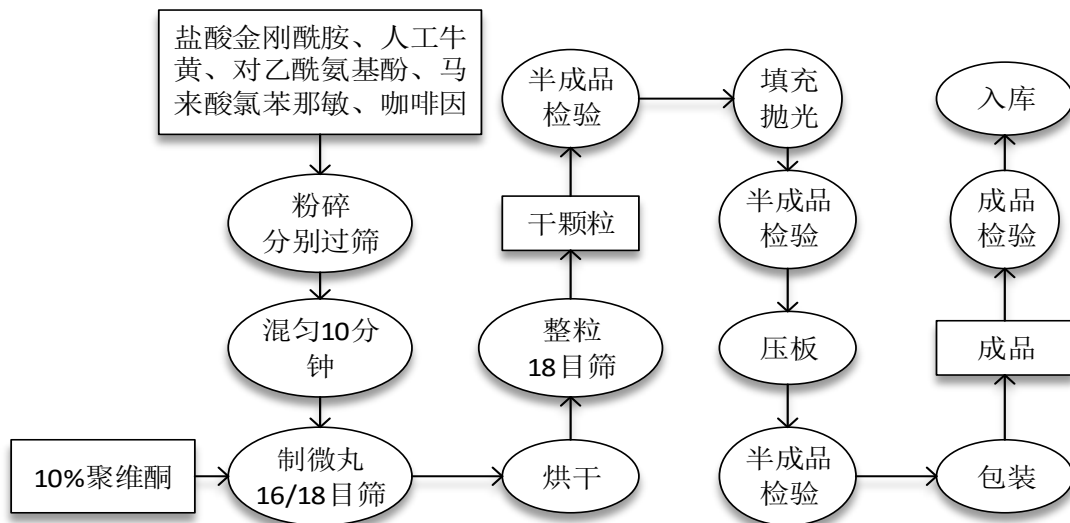 盐酸金刚酰胺、人工牛
黄、对乙酰氨基酚、马
来酸氯苯那敏、咖啡因
粉碎
分别过筛
混匀10分
钟
10%聚维酮
制微丸
16/18目筛
烘干
整粒
18目筛
干颗粒
半成品
检验
填充
抛光
半成品
检验
压板
半成品
检验
包装
成品
成品
检验
入库